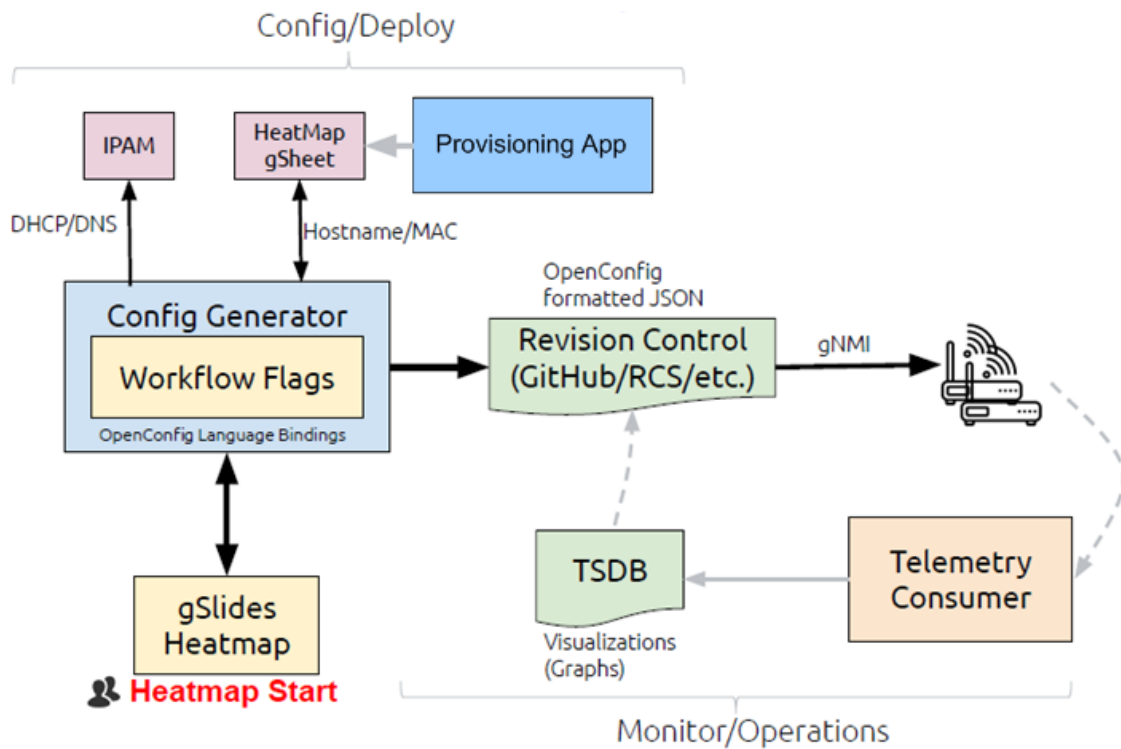 Config/Deploy
IPAM
HeatMap
gSheet
Provisioning App
DHCP/DNS
Hostname/MAC
Config Generator
Workflow Flags
OpenConfig Language Bindings
OpenConfig
formatted JSON
Revision Control
(GitHub/RCS/etc.)
gNMI
gSlides
Heatmap
Heatmap Start
TSDB
Visualizations
(Graphs)
Telemetry
Consumer
Monitor/Operations